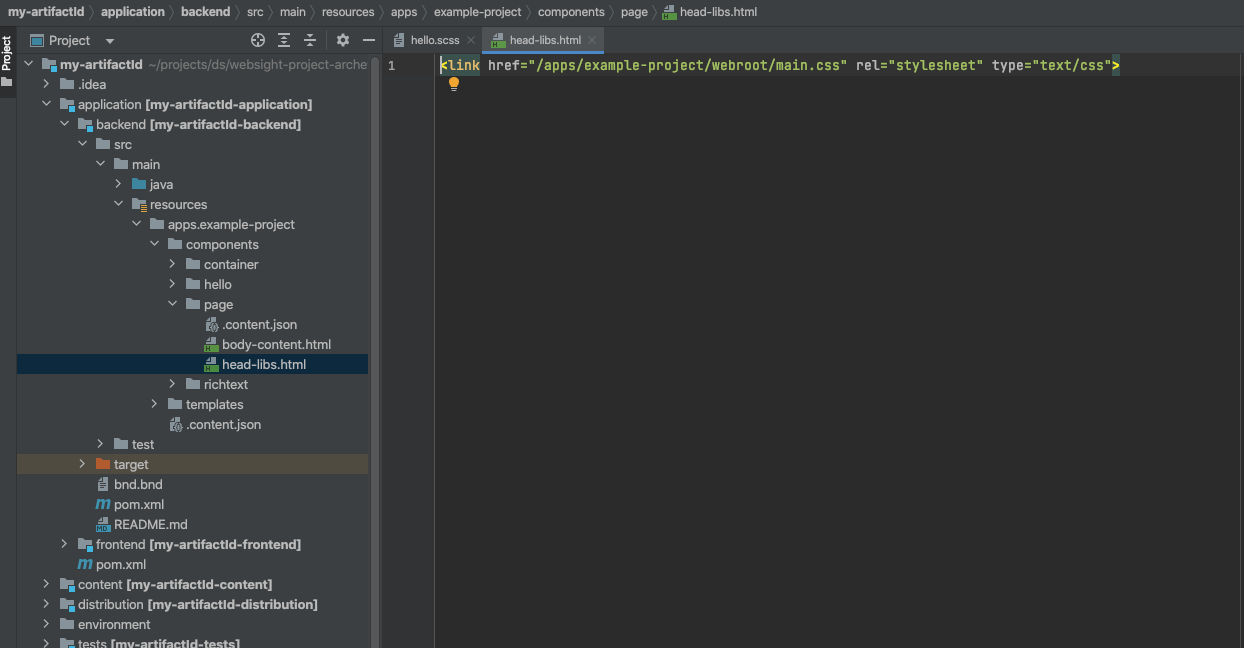 my-artifactId › application › backend › src › main › resources › apps › example-project › components › page › head-libs.html
Project
Project
hello.scss
head-libs.html
1 <link href="/apps/example-project/webroot/main.css" rel="stylesheet" type="text/css">
my-artifactId ~/projects/ds/websight-project-arche
.idea
application [my-artifactId-application]
backend [my-artifactId-backend]
src
main
java
resources
apps.example-project
components
container
hello
page
.content.json
body-content.html
head-libs.html
richtext
templates
.content.json
test
target
bnd.bnd
pom.xml
README.md
frontend [my-artifactId-frontend]
pom.xml
content [my-artifactId-content]
distribution [my-artifactId-distribution]
environment
tests [my-artifactId-tests]